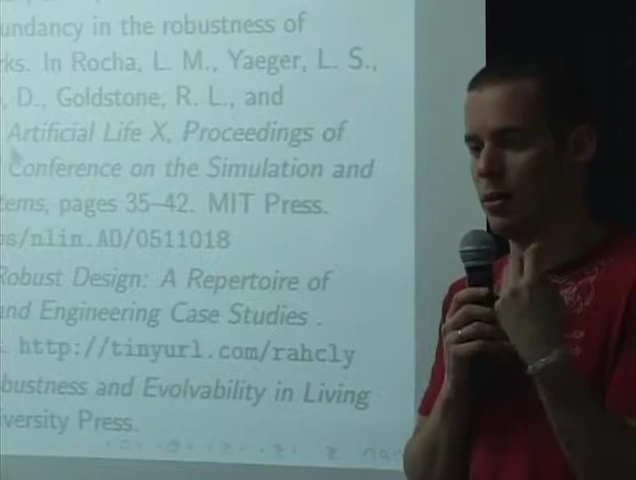 undancy in the robustness of
rks. In Rocha, L. M., Yaeger, L. S.,
, D., Goldstone, R. L., and
Artificial Life X, Proceedings of
Conference on the Simulation and
tems, pages 35–42. MIT Press.
s/nlin.AO/0511018
Robust Design: A Repertoire of
nd Engineering Case Studies .
. http://tinyurl.com/rahcly
bustness and Evolvability in Living
versity Press.